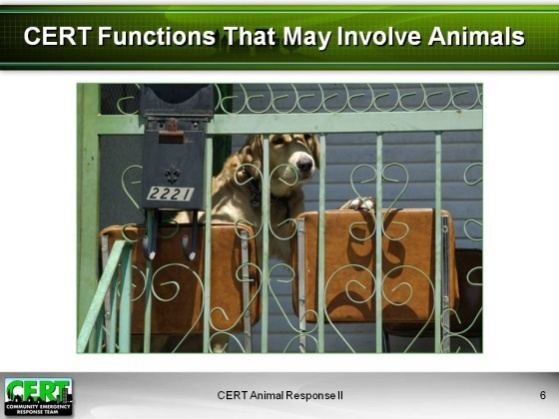 CERT Functions That May Involve Animals
2221
CERT
COMMUNITY EMERGENCY
RESPONSE TEAM
CERT Animal Response II
6